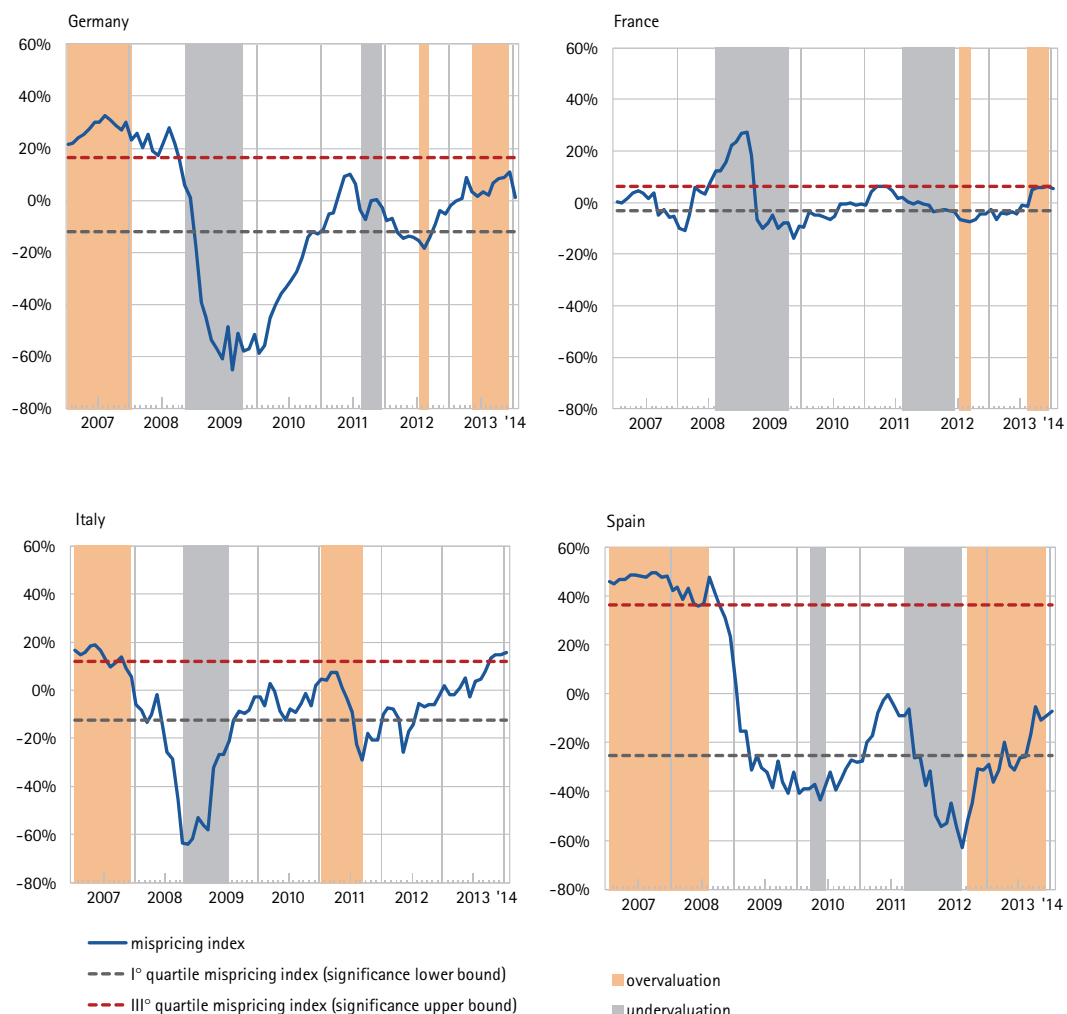 Germany
60%
40%
20%
0%
-20%
-40%
-60%
-80%
2007 2008 2009 2010 2011 2012 2013 '14
France
60%
40%
20%
0%
-20%
-40%
-60%
-80%
2007 2008 2009 2010 2011 2012 2013 '14
Italy
60%
40%
20%
0%
-20%
-40%
-60%
-80%
2007 2008 2009 2010 2011 2012 2013 '14
Spain
60%
40%
20%
0%
-20%
-40%
-60%
-80%
2007 2008 2009 2010 2011 2012 2013 '14
mispricing index
I° quartile mispricing index (significance lower bound)
III° quartile mispricing index (significance upper bound)
overvaluation
undervaluation